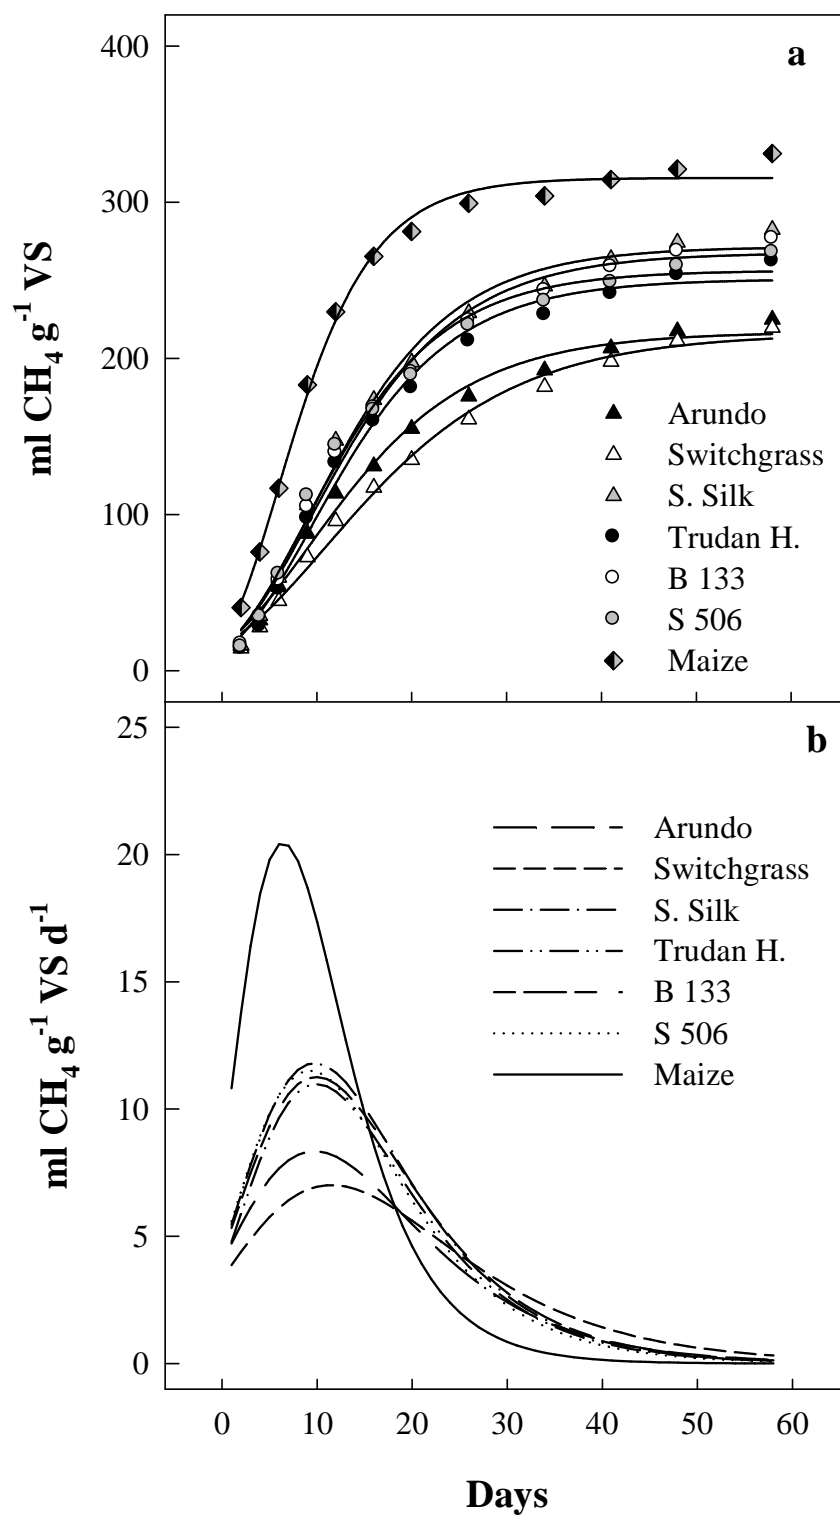 a
400
300
200
100
0
ml CH₄ g⁻¹ VS
Arundo
Switchgrass
S. Silk
Trudan H.
B 133
S 506
Maize
b
25
20
15
10
5
0
ml CH₄ g⁻¹ VS d⁻¹
Arundo
Switchgrass
S. Silk
Trudan H.
B 133
S 506
Maize
0 10 20 30 40 50 60
Days